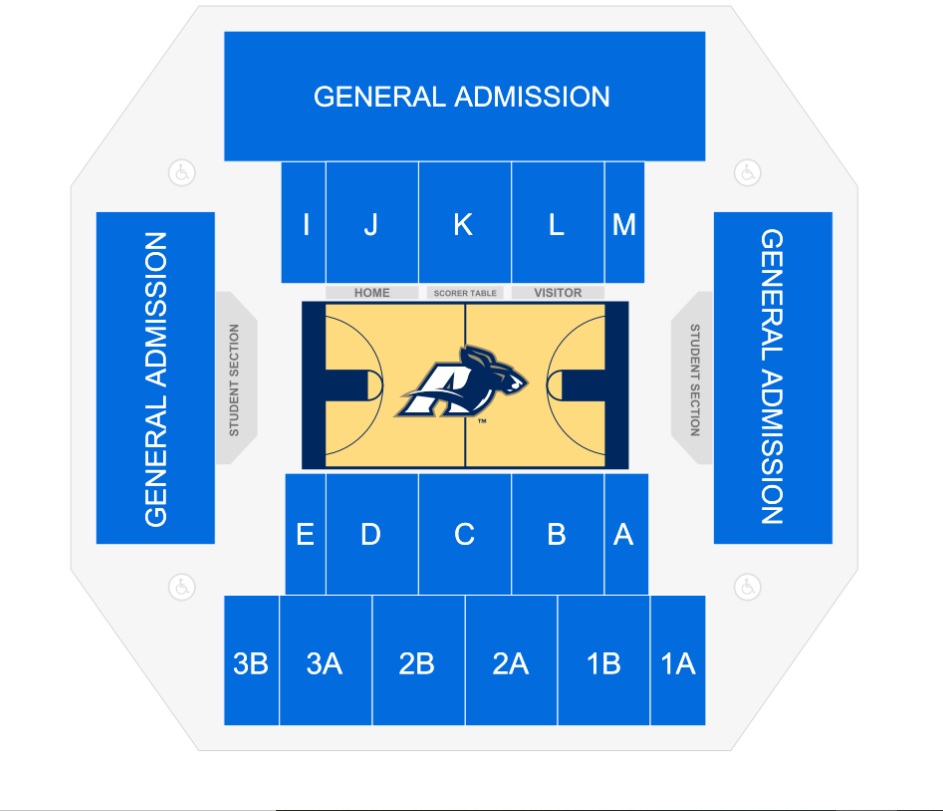 GENERAL ADMISSION
I
J
K
L
M
HOME
SCORER TABLE
VISITOR
GENERAL ADMISSION
STUDENT SECTION
A
™
STUDENT SECTION
GENERAL ADMISSION
E
D
C
B
A
3B
3A
2B
2A
1B
1A